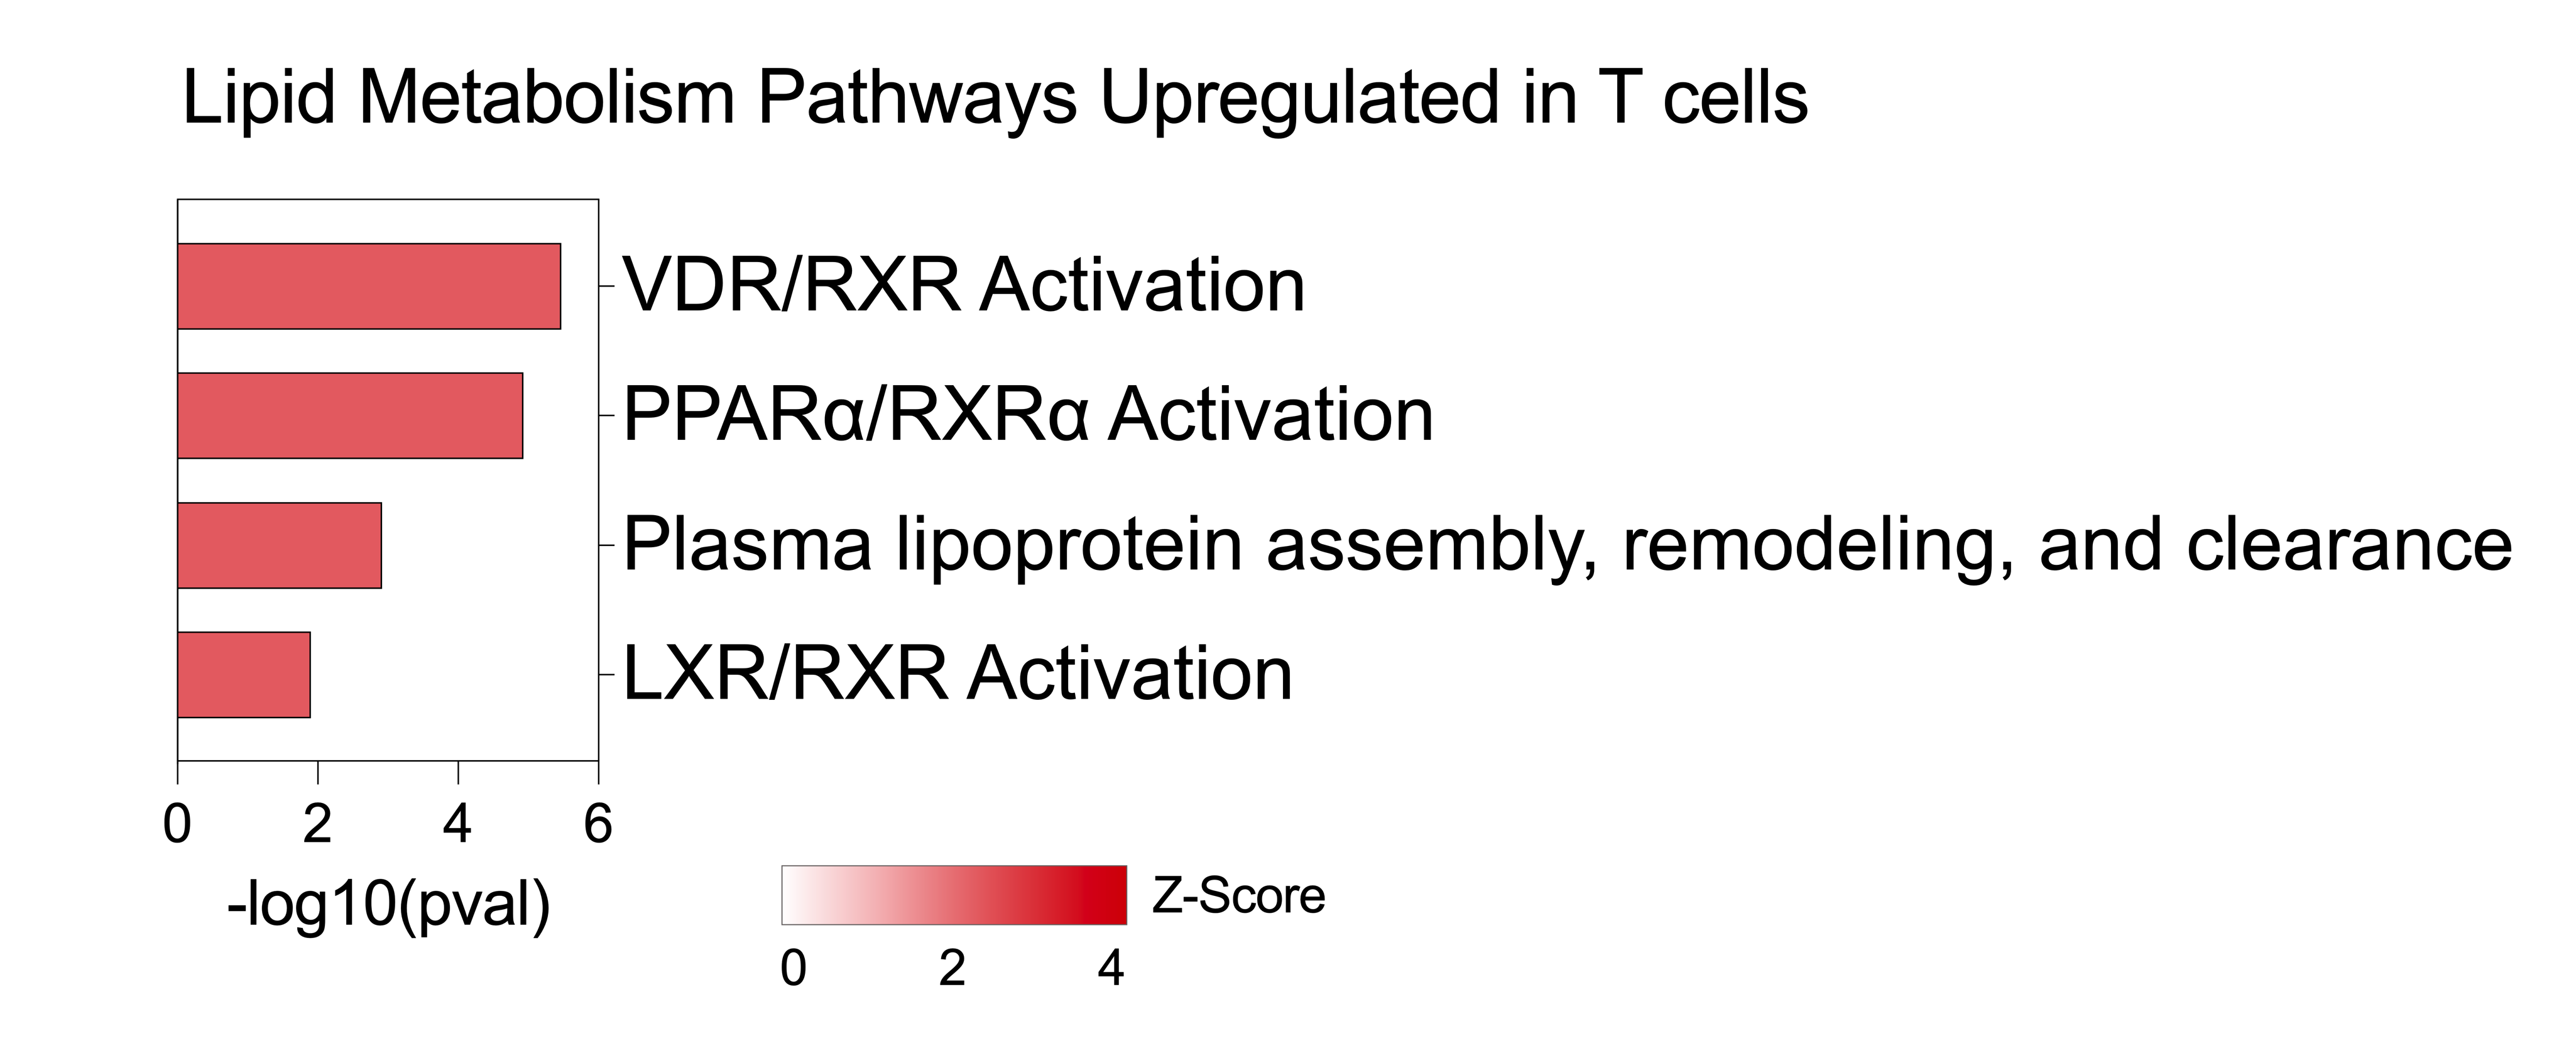 Lipid Metabolism Pathways Upregulated in T cells
VDR/RXR Activation
PPARα/RXRα Activation
Plasma lipoprotein assembly, remodeling, and clearance
LXR/RXR Activation
0 2 4 6
-log10(pval)
Z-Score
0 2 4